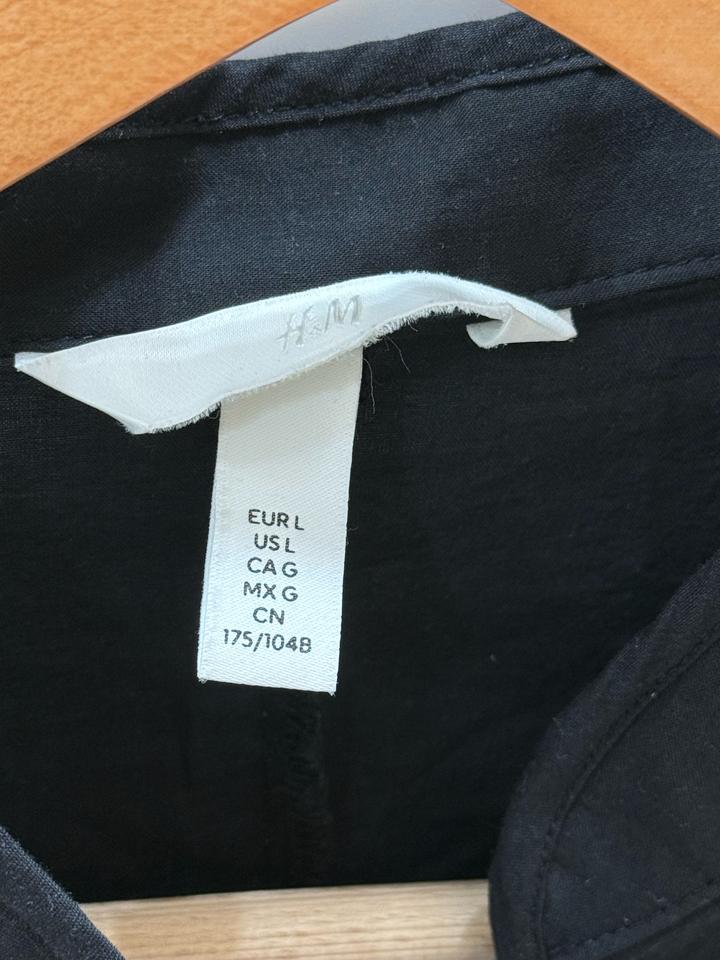 H&M
EUR L
US L
CA G
MX G
CN
175/104B